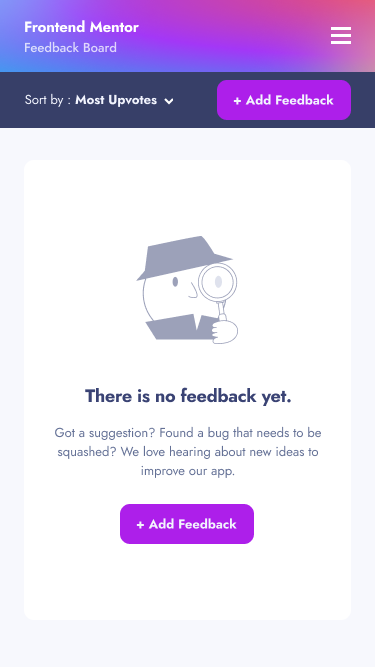 Frontend Mentor
Feedback Board
Sort by : Most Upvotes
+ Add Feedback
There is no feedback yet.
Got a suggestion? Found a bug that needs to be
squashed? We love hearing about new ideas to
improve our app.
+ Add Feedback